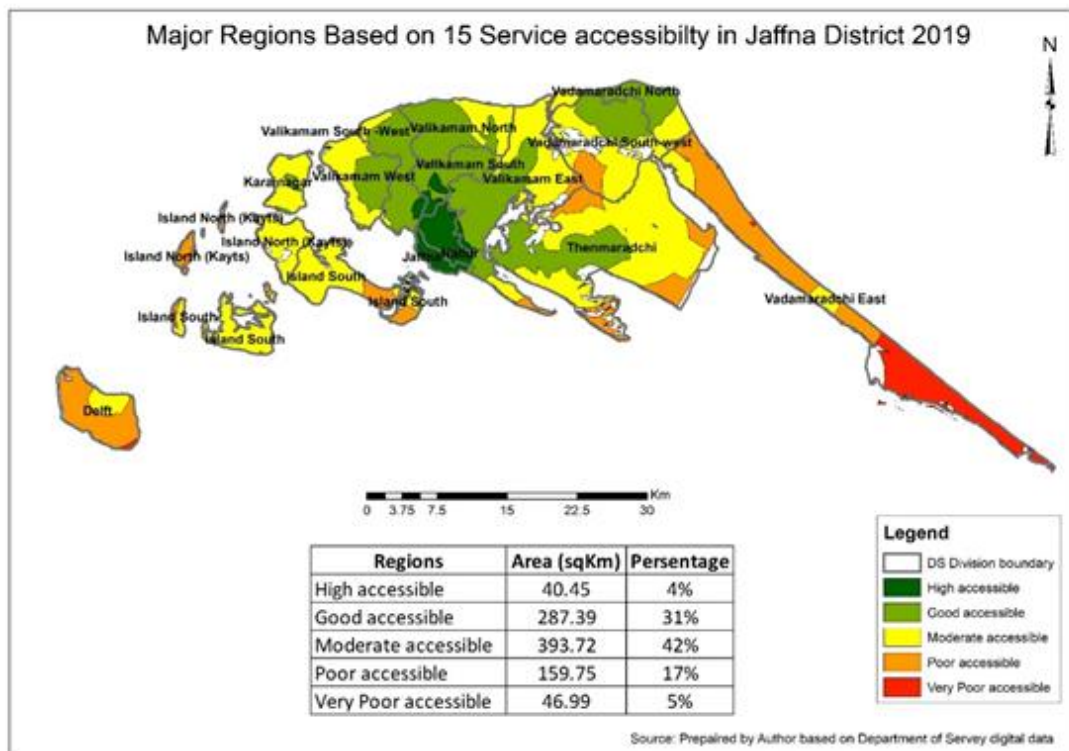 Major Regions Based on 15 Service accessibilty in Jaffna District 2019
N
Vadamaradchi North
Valikamam South -West
Valikamam North
Vadamaradchi South-west
Valikamam South
Karainagar
Valikamam West
Valikamam East
Island North (Kayts)
Island North (Kayts)
Island North (Kayts)
Thenmaradchi
Island South
Island South
Vadamaradchi East
Island South
Island South
Delft
Km
0 3.75 7.5 15 22.5 30
Regions Area (sqKm) Persentage
High accessible 40.45 4%
Good accessible 287.39 31%
Moderate accessible 393.72 42%
Poor accessible 159.75 17%
Very Poor accessible 46.99 5%
Legend
DS Division boundary
High accessible
Good accessible
Moderate accessible
Poor accessible
Very Poor accessible
Source: Prepaired by Author based on Department of Servey digital data